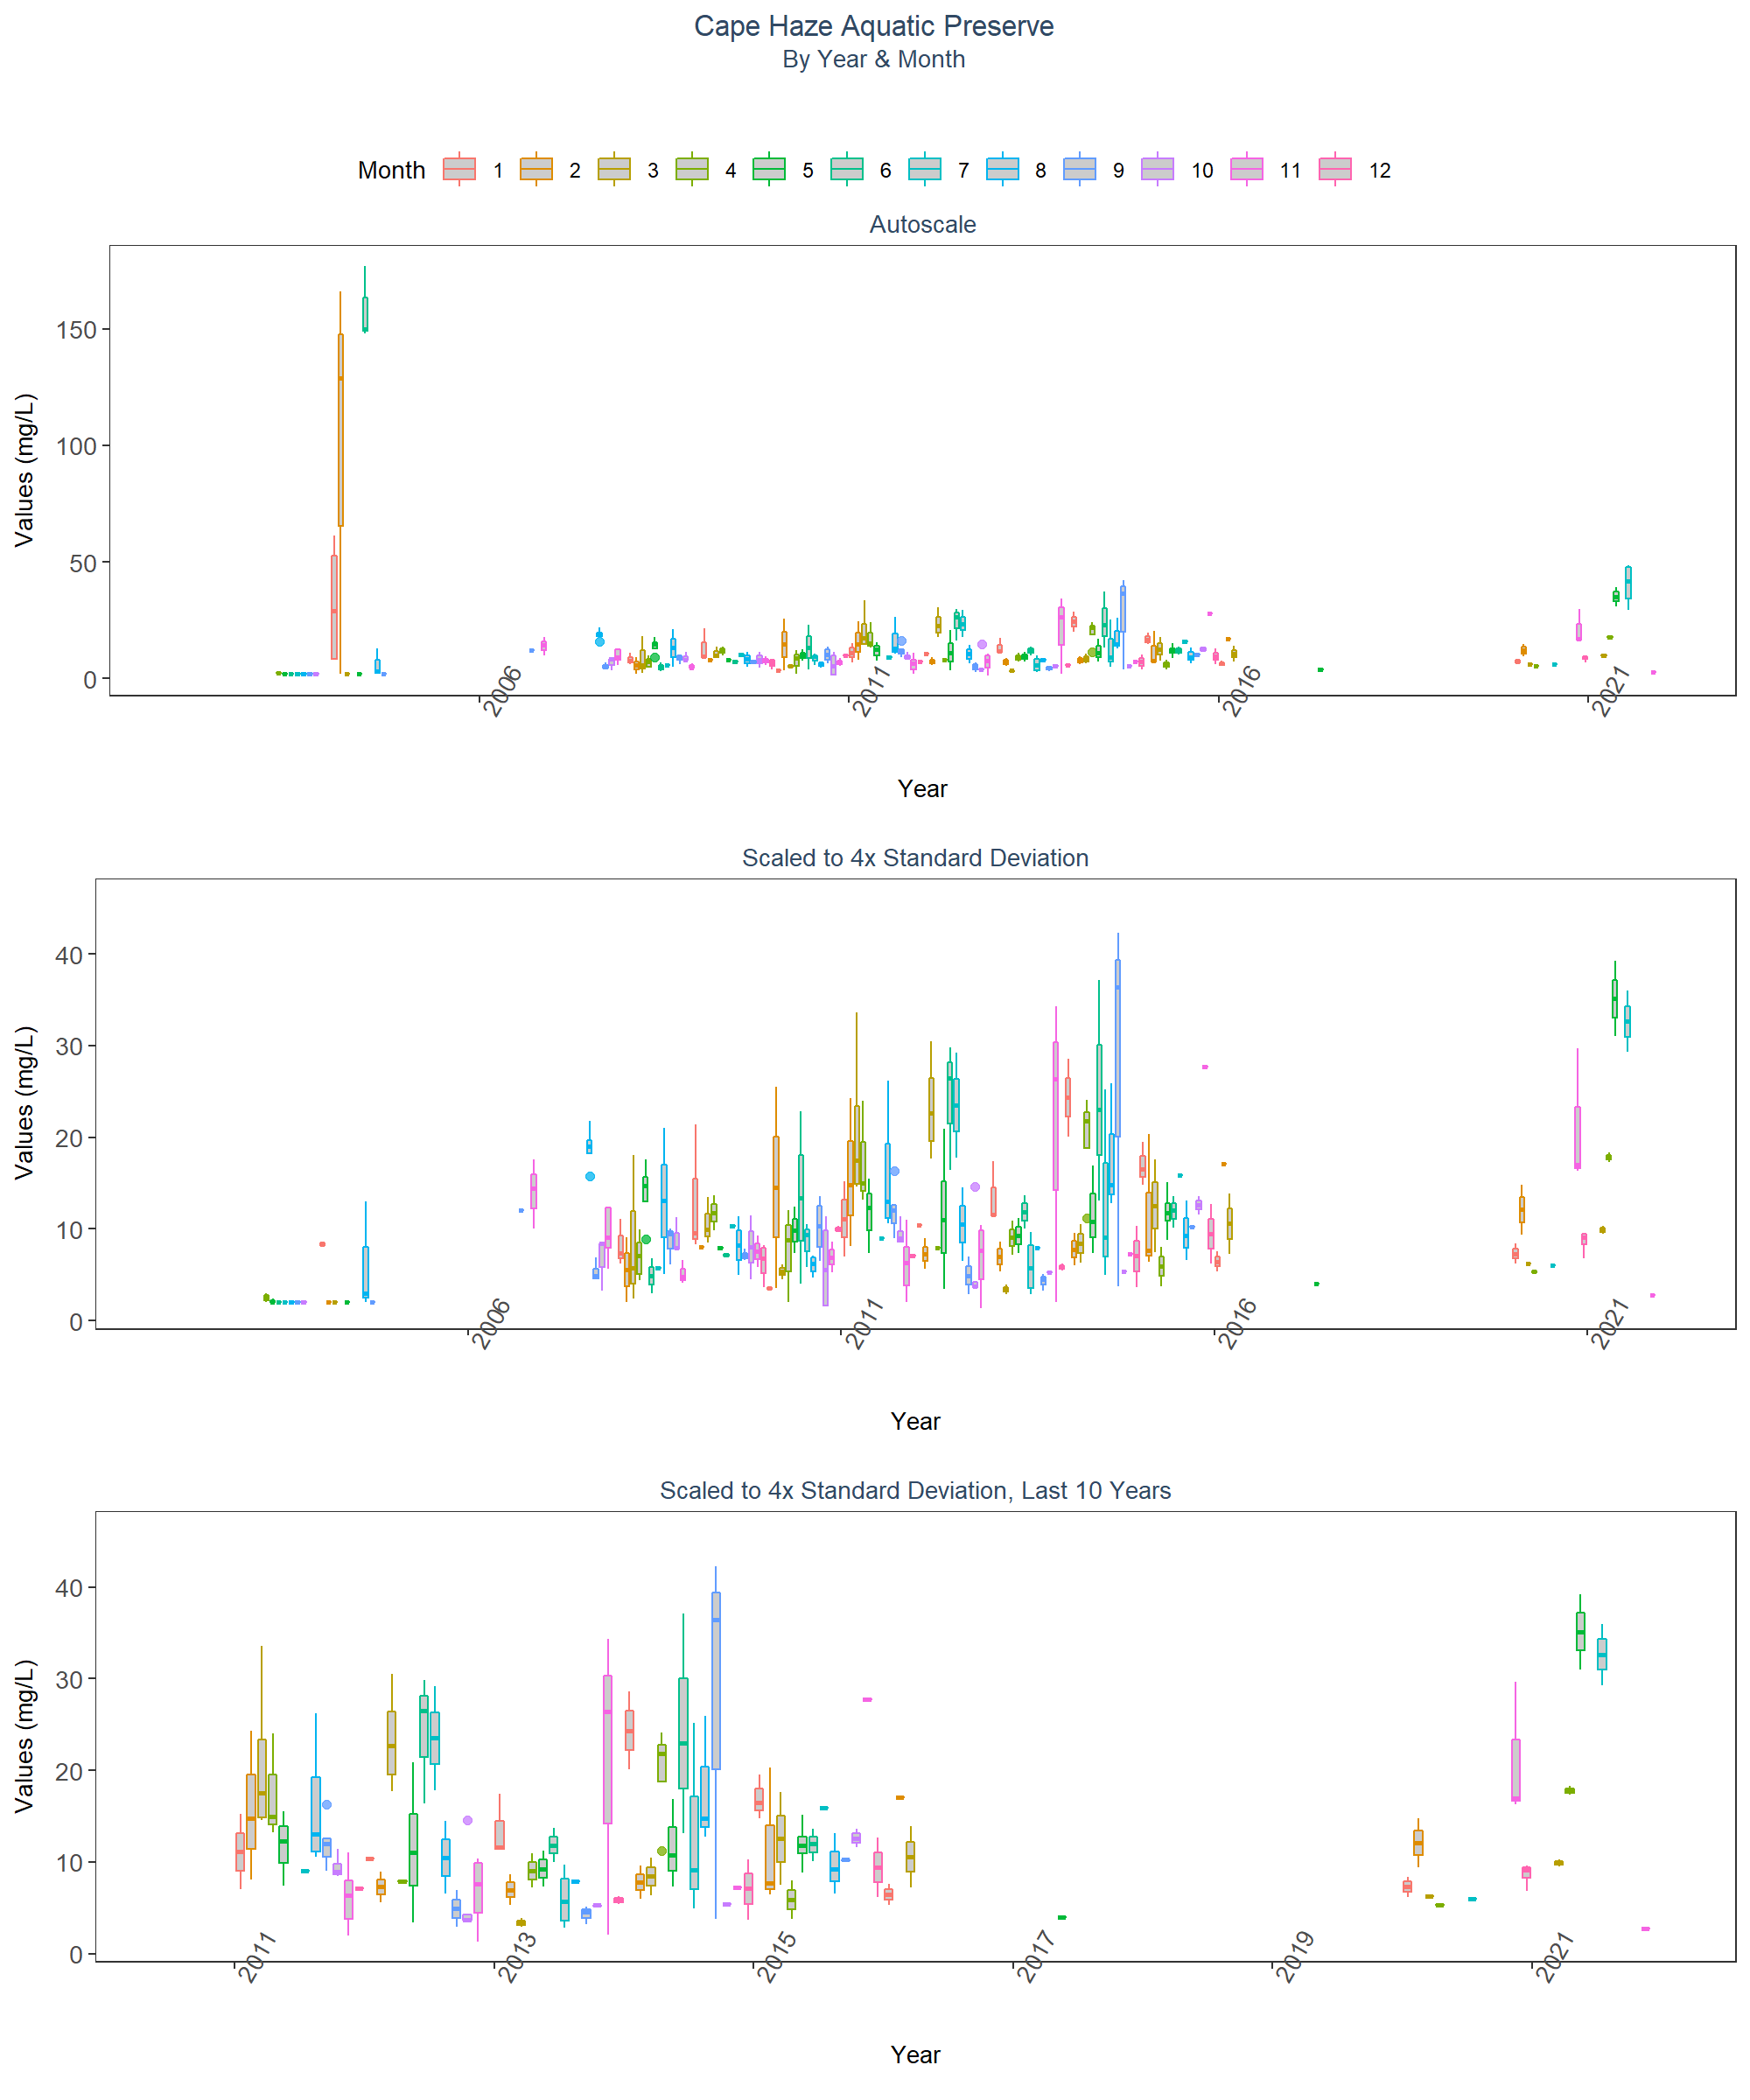 Cape Haze Aquatic Preserve
By Year & Month
Month 1 2 3 4 5 6 7 8 9 10 11 12
Autoscale
Values (mg/L)
150
100
50
0
2006 2011 2016 2021
Year
Scaled to 4x Standard Deviation
Values (mg/L)
40
30
20
10
0
2006 2011 2016 2021
Year
Scaled to 4x Standard Deviation, Last 10 Years
Values (mg/L)
40
30
20
10
0
2011 2013 2015 2017 2019 2021
Year